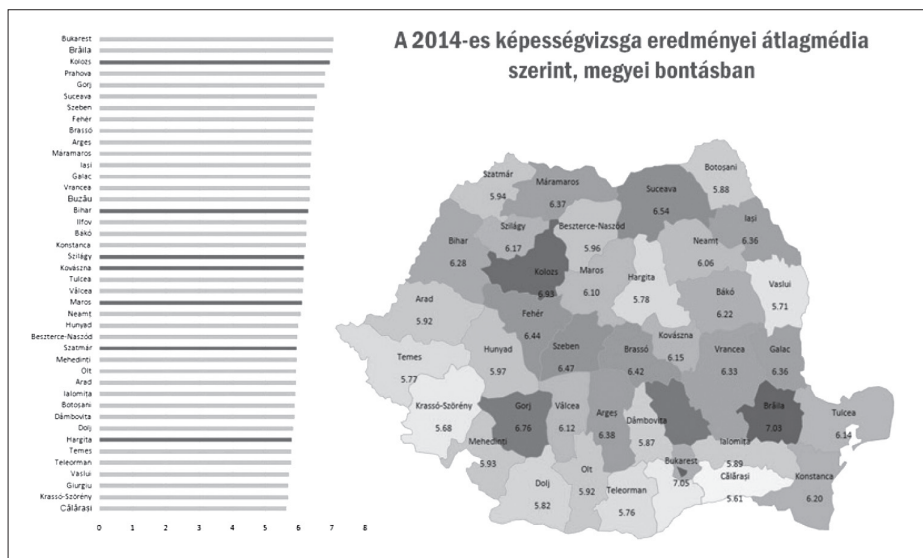 A 2014-es képességvizsga eredményei átlagmédia
szerint, megyei bontásban
Bukarest
Brăila
Kolozs
Prahova
Gorj
Suceava
Szeben
Fehér
Brassó
Arges
Máramaros
Iasi
Galac
Vrancea
Buzău
Bihar
Ilfov
Bákó
Konstanca
Szilágy
Kovászna
Tulcea
Vâlcea
Maros
Neamt
Hunyad
Beszterce-Naszód
Szatmár
Mehedinți
Olt
Arad
Ialomița
Botoșani
Dâmbovita
Dolj
Hargita
Temes
Teleorman
Vaslui
Giurgiu
Krassó-Szörény
Călărași
0 1 2 3 4 5 6 7 8
Szatmár
5.94
Máramaros
6.37
Suceava
6.54
Botoșani
5.88
Bihar
6.28
Szilágy
6.17
Beszterce-Naszód
5.96
Iasi
6.36
Neamt
6.06
Kolozs
6.93
Maros
6.10
Hargita
5.78
Bákó
6.22
Vaslui
5.71
Arad
5.92
Fehér
6.44
Temes
5.77
Hunyad
5.97
Szeben
6.47
Brassó
6.42
Kovászna
6.15
Vrancea
6.33
Galac
6.36
Krassó-Szörény
5.68
Gorj
6.76
Vâlcea
6.12
Arges
6.38
Dâmbovita
5.87
Brăila
7.03
Tulcea
6.14
Mehedinți
5.93
Ialomița
5.89
Bukarest
7.05
Dolj
5.82
Olt
5.92
Teleorman
5.76
Călărași
5.61
Konstanca
6.20